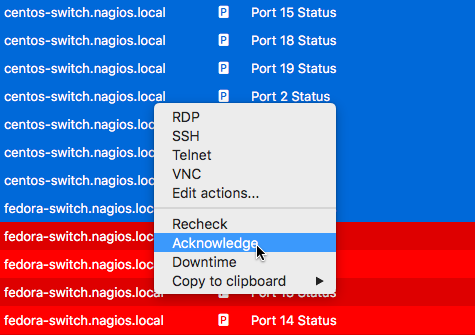 centos-switch.nagios.local P Port 15 Status
centos-switch.nagios.local P Port 18 Status
centos-switch.nagios.local P Port 19 Status
centos-switch.nagios.local P Port 2 Status
centos-switch.nagios.local
centos-switch.nagios.local
centos-switch.nagios.local
fedora-switch.nagios.local
fedora-switch.nagios.local
fedora-switch.nagios.local
fedora-switch.nagios.local
fedora-switch.nagios.local P Port 14 Status
RDP
SSH
Telnet
VNC
Edit actions...
Recheck
Acknowledge
Downtime
Copy to clipboard